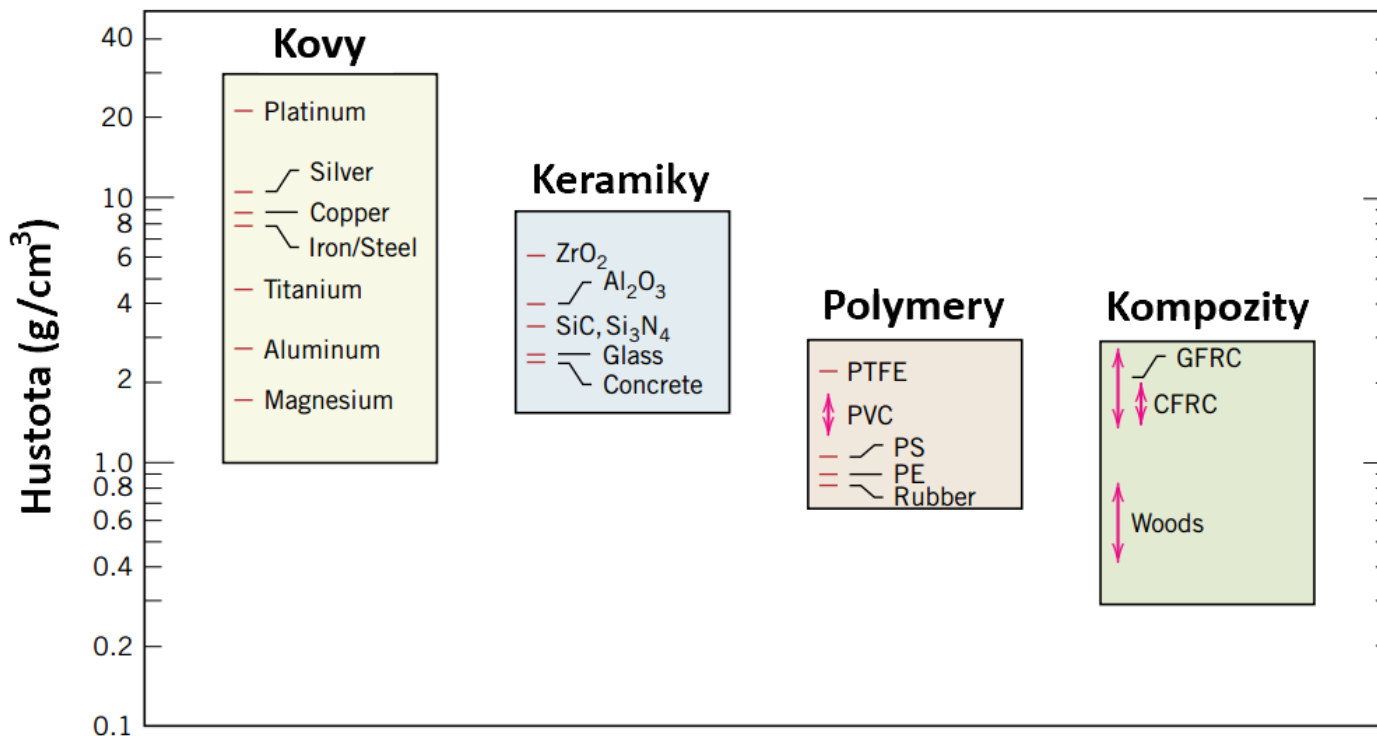 Hustota (g/cm³)
40
20
10
8
6
4
2
1.0
0.8
0.6
0.4
0.2
0.1
Kovy
Platinum
Silver
Copper
Iron/Steel
Titanium
Aluminum
Magnesium
Keramiky
ZrO₂
Al₂O₃
SiC, Si₃N₄
Glass
Concrete
Polymery
PTFE
PVC
PS
PE
Rubber
Kompozity
GFRC
CFRC
Woods